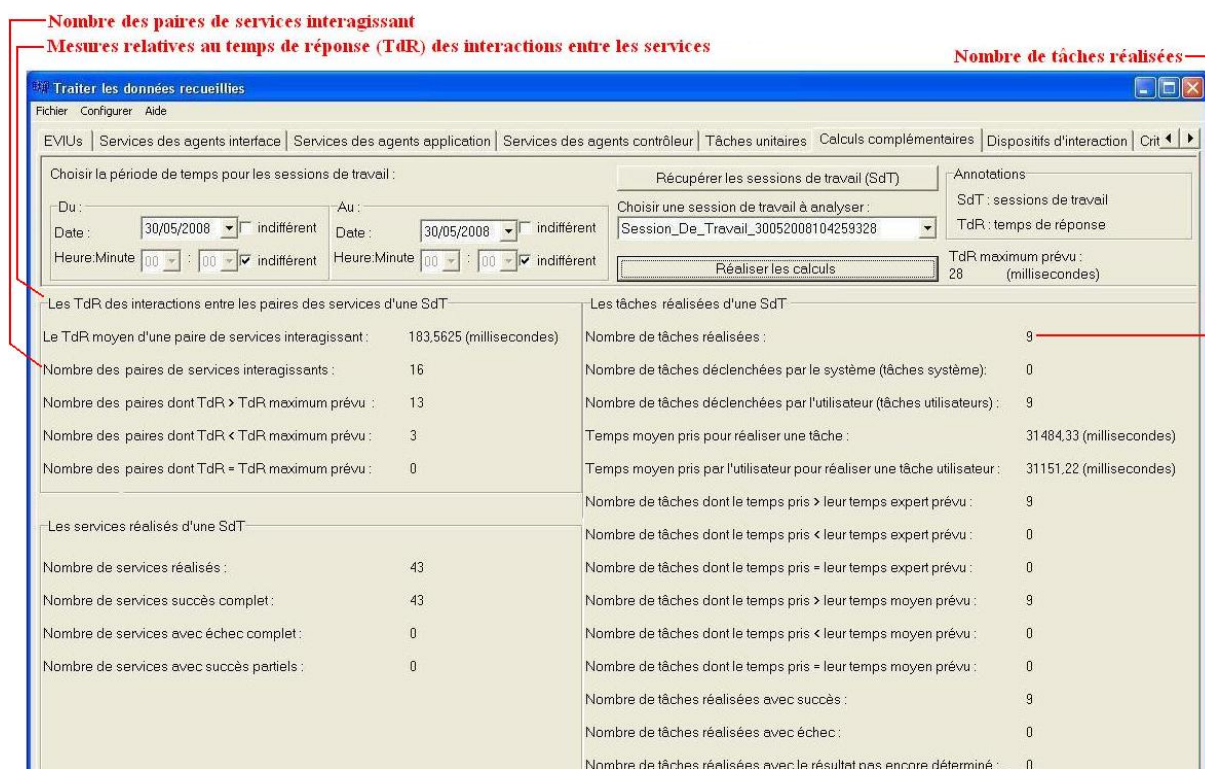 Nombre des paires de services interagissant
Mesures relatives au temps de réponse (TdR) des interactions entre les services
Nombre de tâches réalisées
Traiter les données recueillies
Fichier Configurer Aide
EVIUs Services des agents interface Services des agents application Services des agents contrôleur Tâches unitaires Calculs complémentaires Dispositifs d'interaction Crit
Choisir la période de temps pour les sessions de travail :
Du :
Date : 30/05/2008 indifférent
Heure:Minute 00 : 00 indifférent
Au :
Date : 30/05/2008 indifférent
Heure:Minute 00 : 00 indifférent
Récupérer les sessions de travail (SdT)
Choisir une session de travail à analyser :
Session_De_Travail_30052008104259328
Réaliser les calculs
Annotations
SdT : sessions de travail
TdR : temps de réponse
TdR maximum prévu :
28 (millisecondes)
Les TdR des interactions entre les paires des services d'une SdT
Le TdR moyen d'une paire de services interagissant : 183,5625 (millisecondes)
Nombre des paires de services interagissants : 16
Nombre des paires dont TdR > TdR maximum prévu : 13
Nombre des paires dont TdR < TdR maximum prévu : 3
Nombre des paires dont TdR = TdR maximum prévu : 0
Les services réalisés d'une SdT
Nombre de services réalisés : 43
Nombre de services succès complet : 43
Nombre de services avec échec complet : 0
Nombre de services avec succès partiels : 0
Les tâches réalisées d'une SdT
Nombre de tâches réalisées : 9
Nombre de tâches déclenchées par le système (tâches système): 0
Nombre de tâches déclenchées par l'utilisateur (tâches utilisateurs) : 9
Temps moyen pris pour réaliser une tâche : 31484,33 (millisecondes)
Temps moyen pris par l'utilisateur pour réaliser une tâche utilisateur : 31151,22 (millisecondes)
Nombre de tâches dont le temps pris > leur temps expert prévu : 9
Nombre de tâches dont le temps pris < leur temps expert prévu : 0
Nombre de tâches dont le temps pris = leur temps expert prévu : 0
Nombre de tâches dont le temps pris > leur temps moyen prévu : 9
Nombre de tâches dont le temps pris < leur temps moyen prévu : 0
Nombre de tâches dont le temps pris = leur temps moyen prévu : 0
Nombre de tâches réalisées avec succès : 9
Nombre de tâches réalisées avec échec : 0
Nombre de tâches réalisées avec le résultat pas encore déterminé : 0